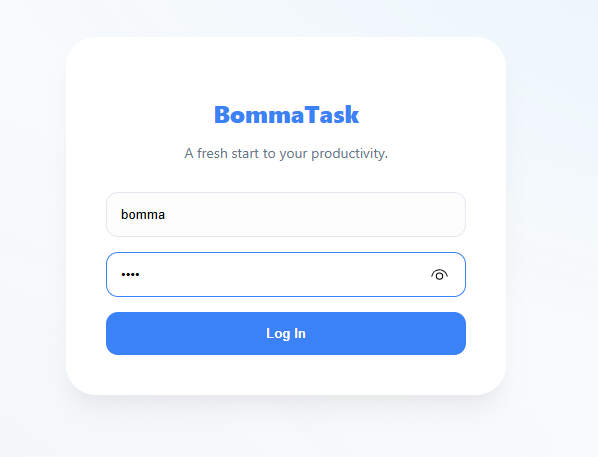 BommaTask
A fresh start to your productivity.
bomma
••••
Log In